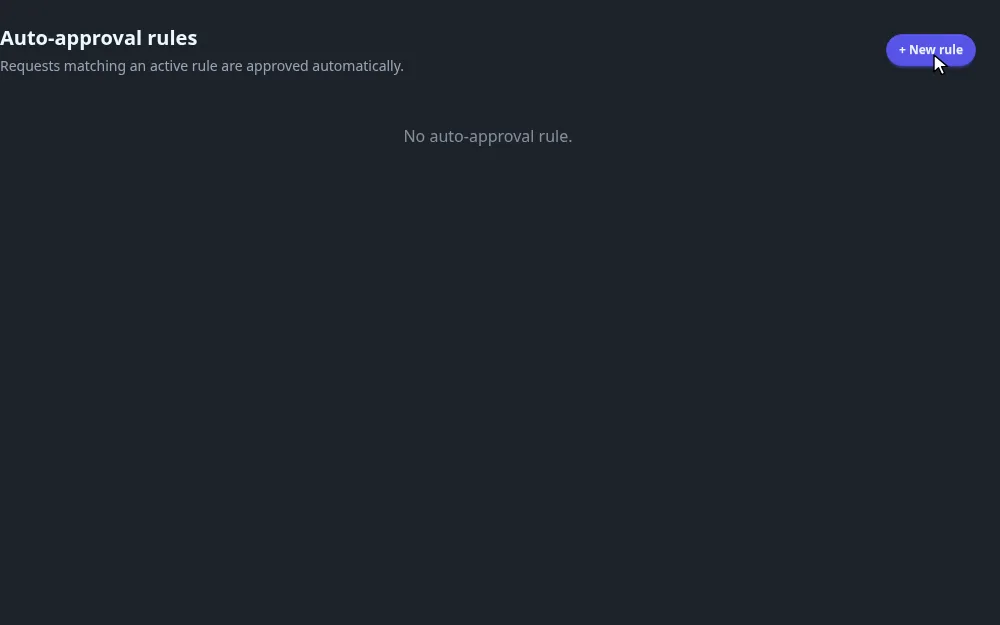 Auto-approval rules
Requests matching an active rule are approved automatically.
+ New rule
No auto-approval rule.